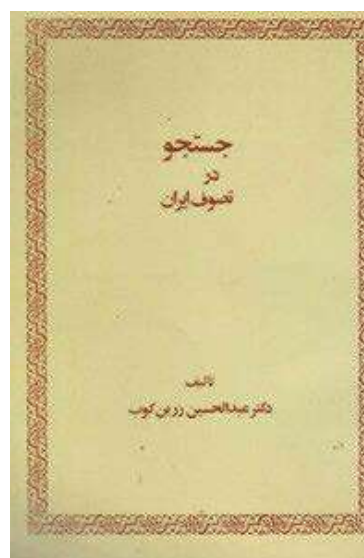 جستجو
در
تصوف ایران
تألیف
دکتر عبدالحسین زرین کوب